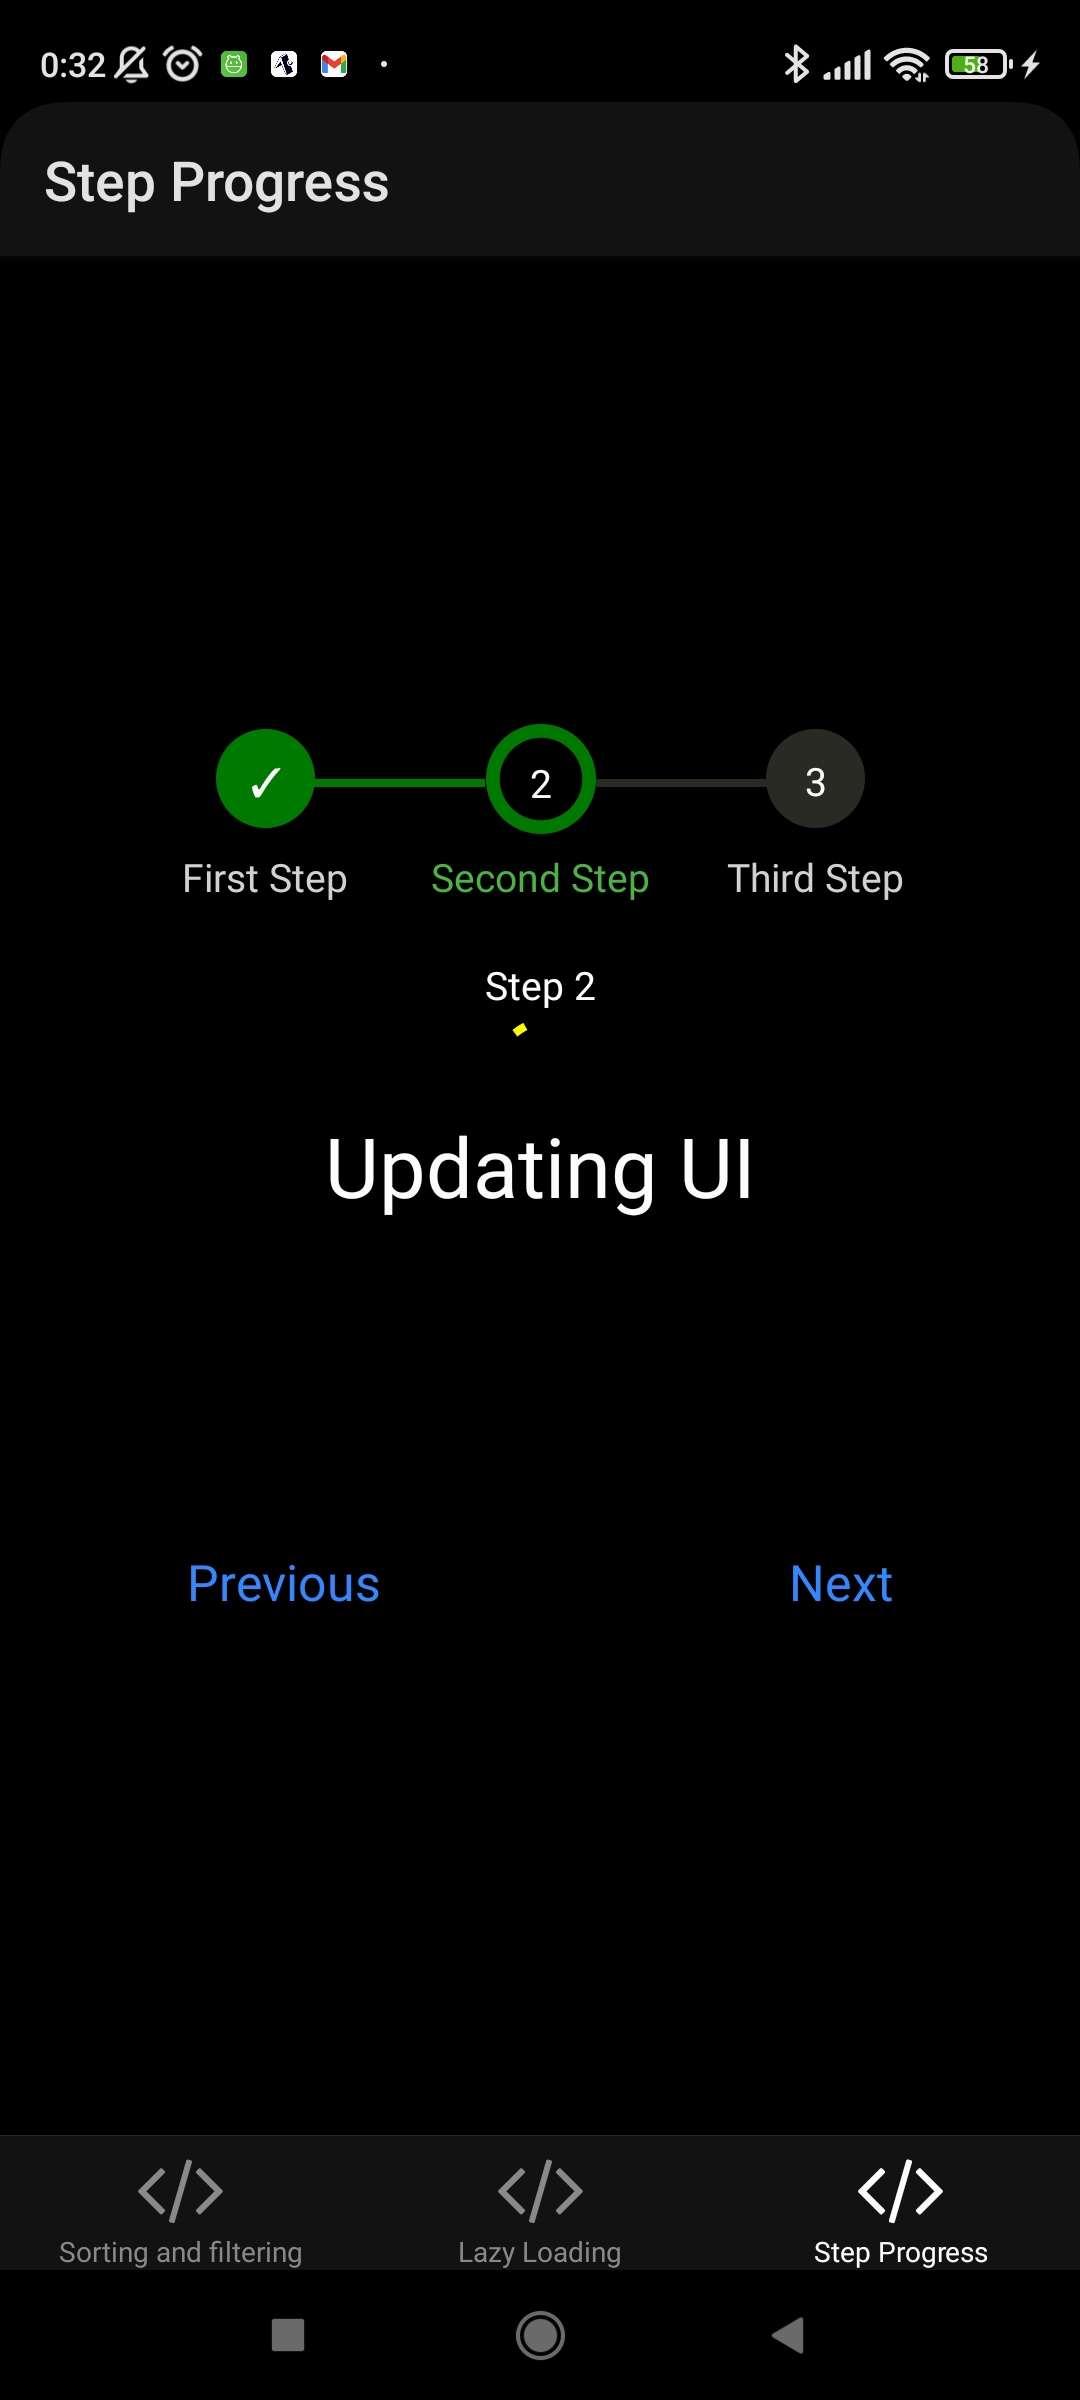 0:32
58
Step Progress
✓ 2 3
First Step Second Step Third Step
Step 2
Updating UI
Previous Next
Sorting and filtering Lazy Loading Step Progress